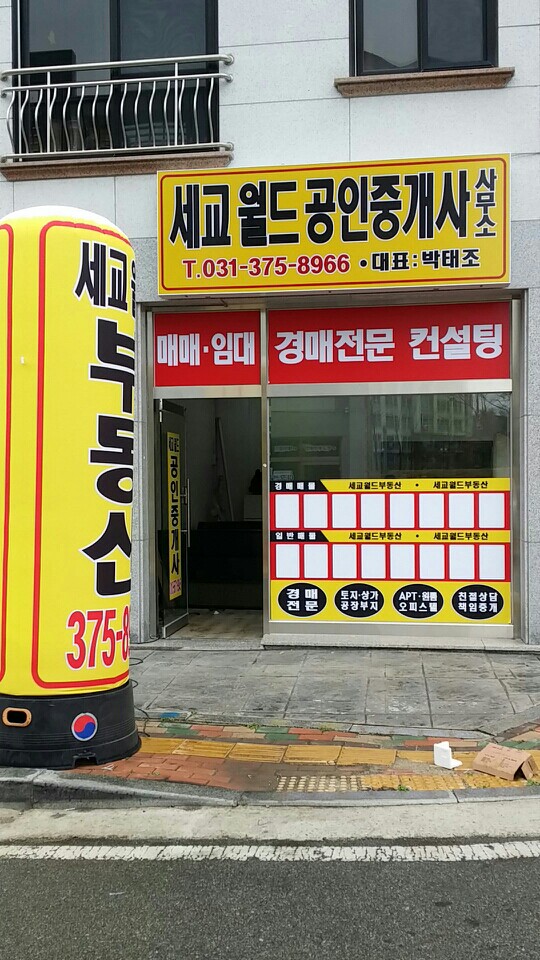 세교 월드 공인중개사 사무소
T.031-375-8966 • 대표:박태조
매매·임대
경매전문 컨설팅
세교
부동산
375-8
공인중개사
경매매물 세교월드부동산 • 세교월드부동산
일반매물 세교월드부동산 • 세교월드부동산
경매 전문
토지·상가 공장부지
APT·원룸 오피스텔
친절상담 책임중개